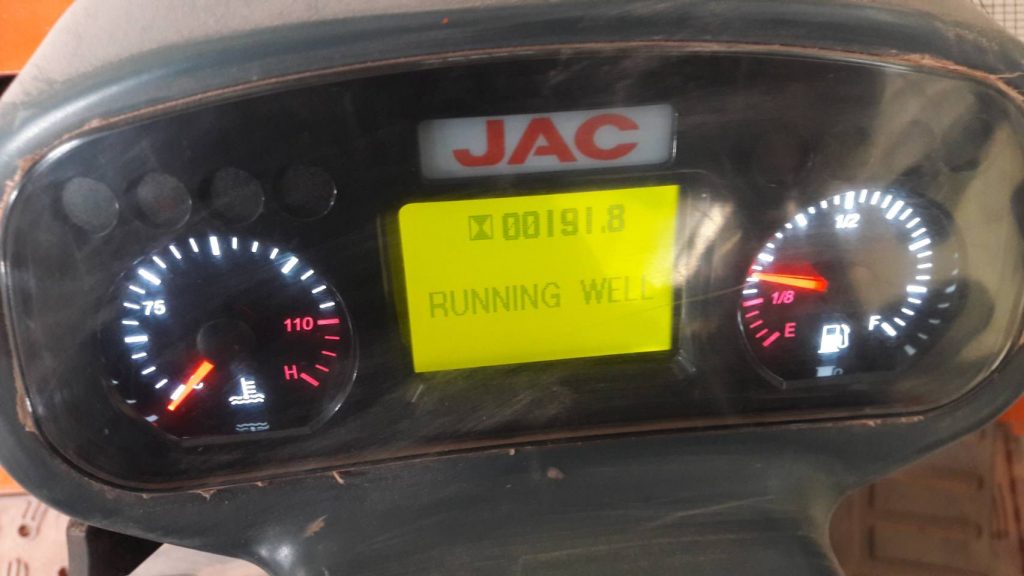 JAC
00191.8
RUNNING WELL
75
110
H
1/2
1/8
E
F